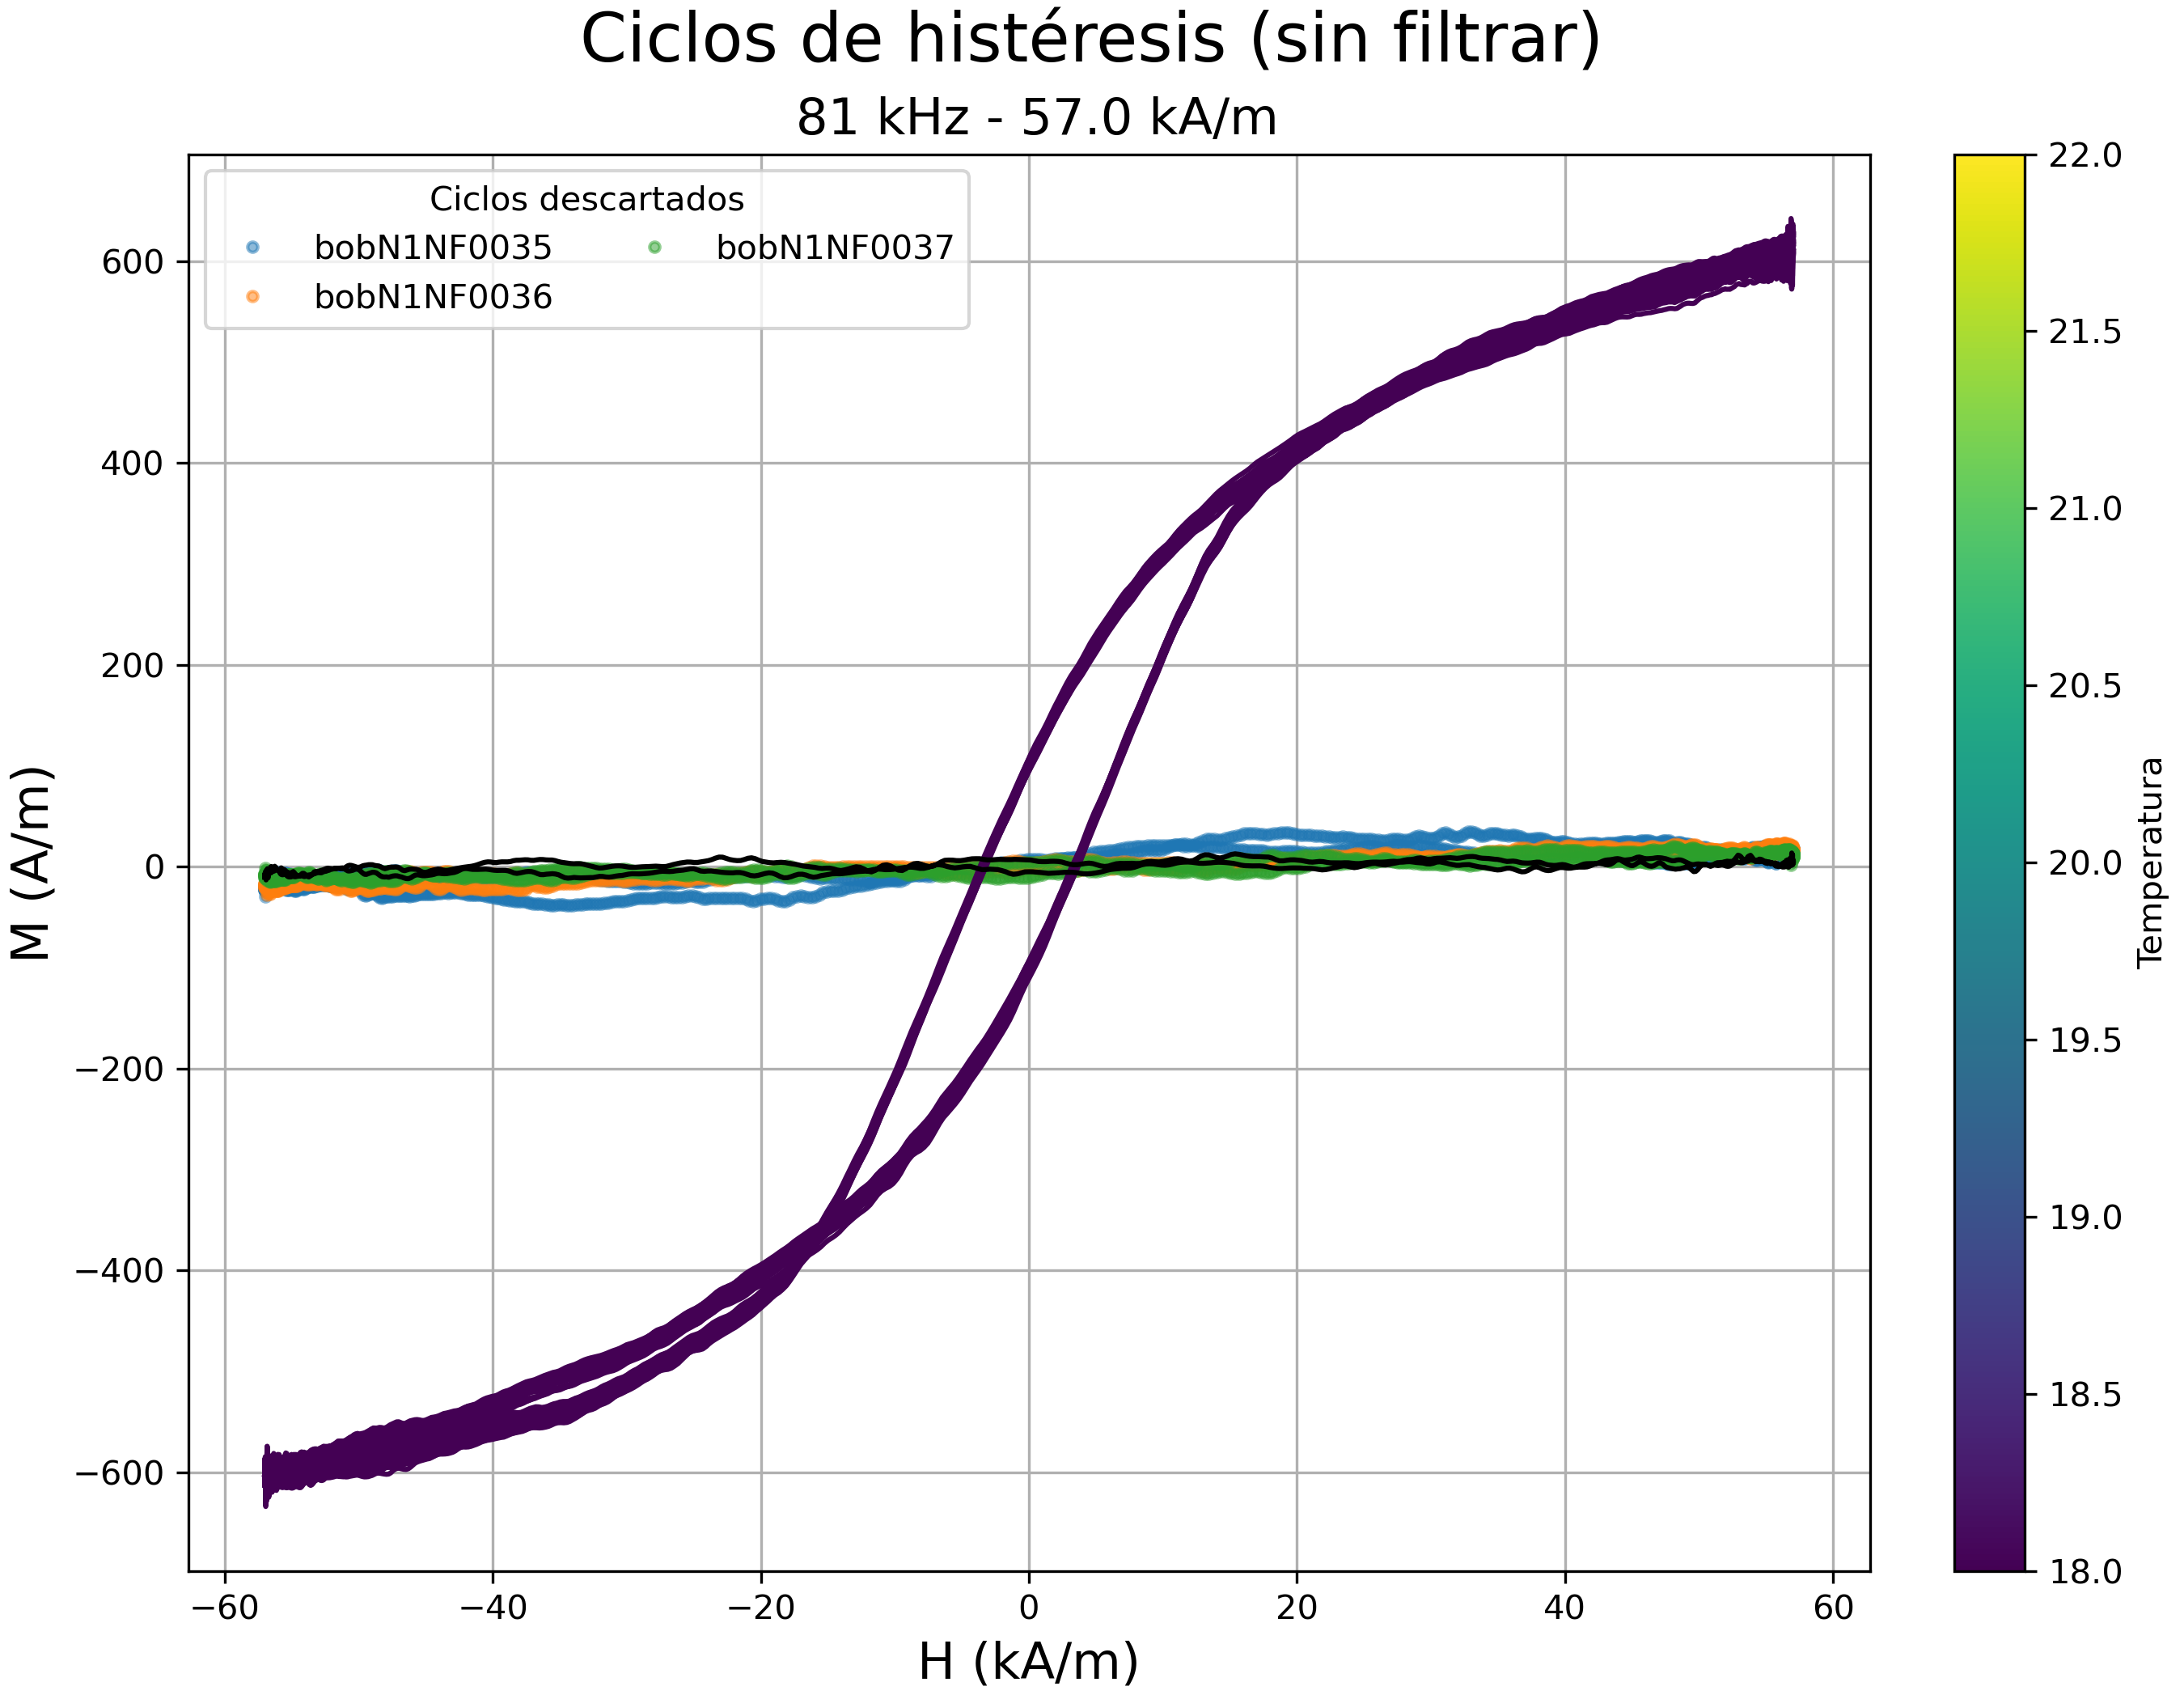 Ciclos de histéresis (sin filtrar)
81 kHz - 57.0 kA/m
Ciclos descartados
bobN1NF0035
bobN1NF0037
bobN1NF0036
600
400
200
0
−200
−400
−600
M (A/m)
−60
−40
−20
0
20
40
60
H (kA/m)
22.0
21.5
21.0
20.5
20.0
19.5
19.0
18.5
18.0
Temperatura